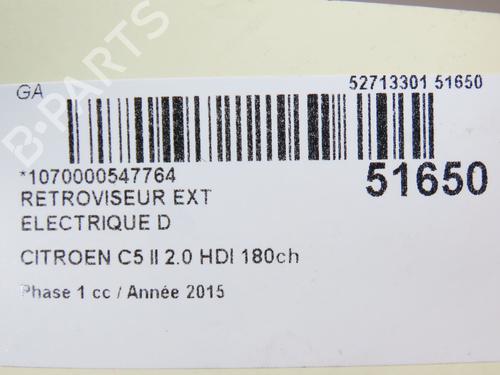 GA
52713301 51650
*1070000547764
51650
RETROVISEUR EXT
ELECTRIQUE D
CITROEN C5 II 2.0 HDI 180ch
Phase 1 cc / Année 2015
B-PARTS